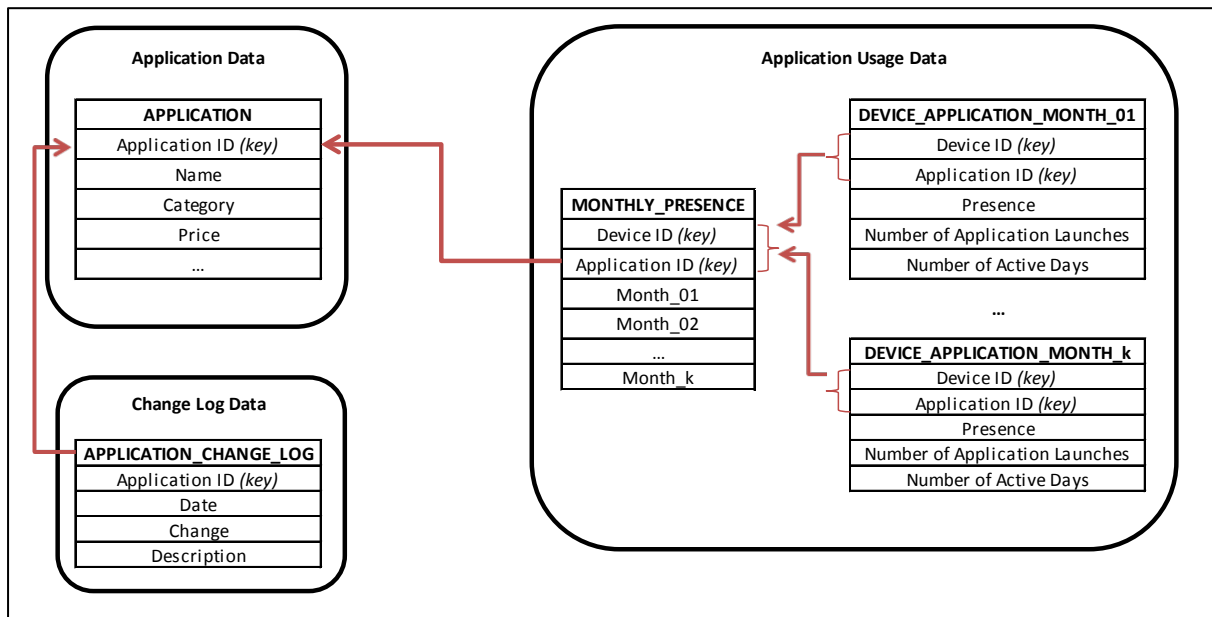 Application Data
APPLICATION
Application ID (key)
Name
Category
Price
...
Change Log Data
APPLICATION_CHANGE_LOG
Application ID (key)
Date
Change
Description
Application Usage Data
MONTHLY_PRESENCE
Device ID (key)
Application ID (key)
Month_01
Month_02
...
Month_k
DEVICE_APPLICATION_MONTH_01
Device ID (key)
Application ID (key)
Presence
Number of Application Launches
Number of Active Days
...
DEVICE_APPLICATION_MONTH_k
Device ID (key)
Application ID (key)
Presence
Number of Application Launches
Number of Active Days